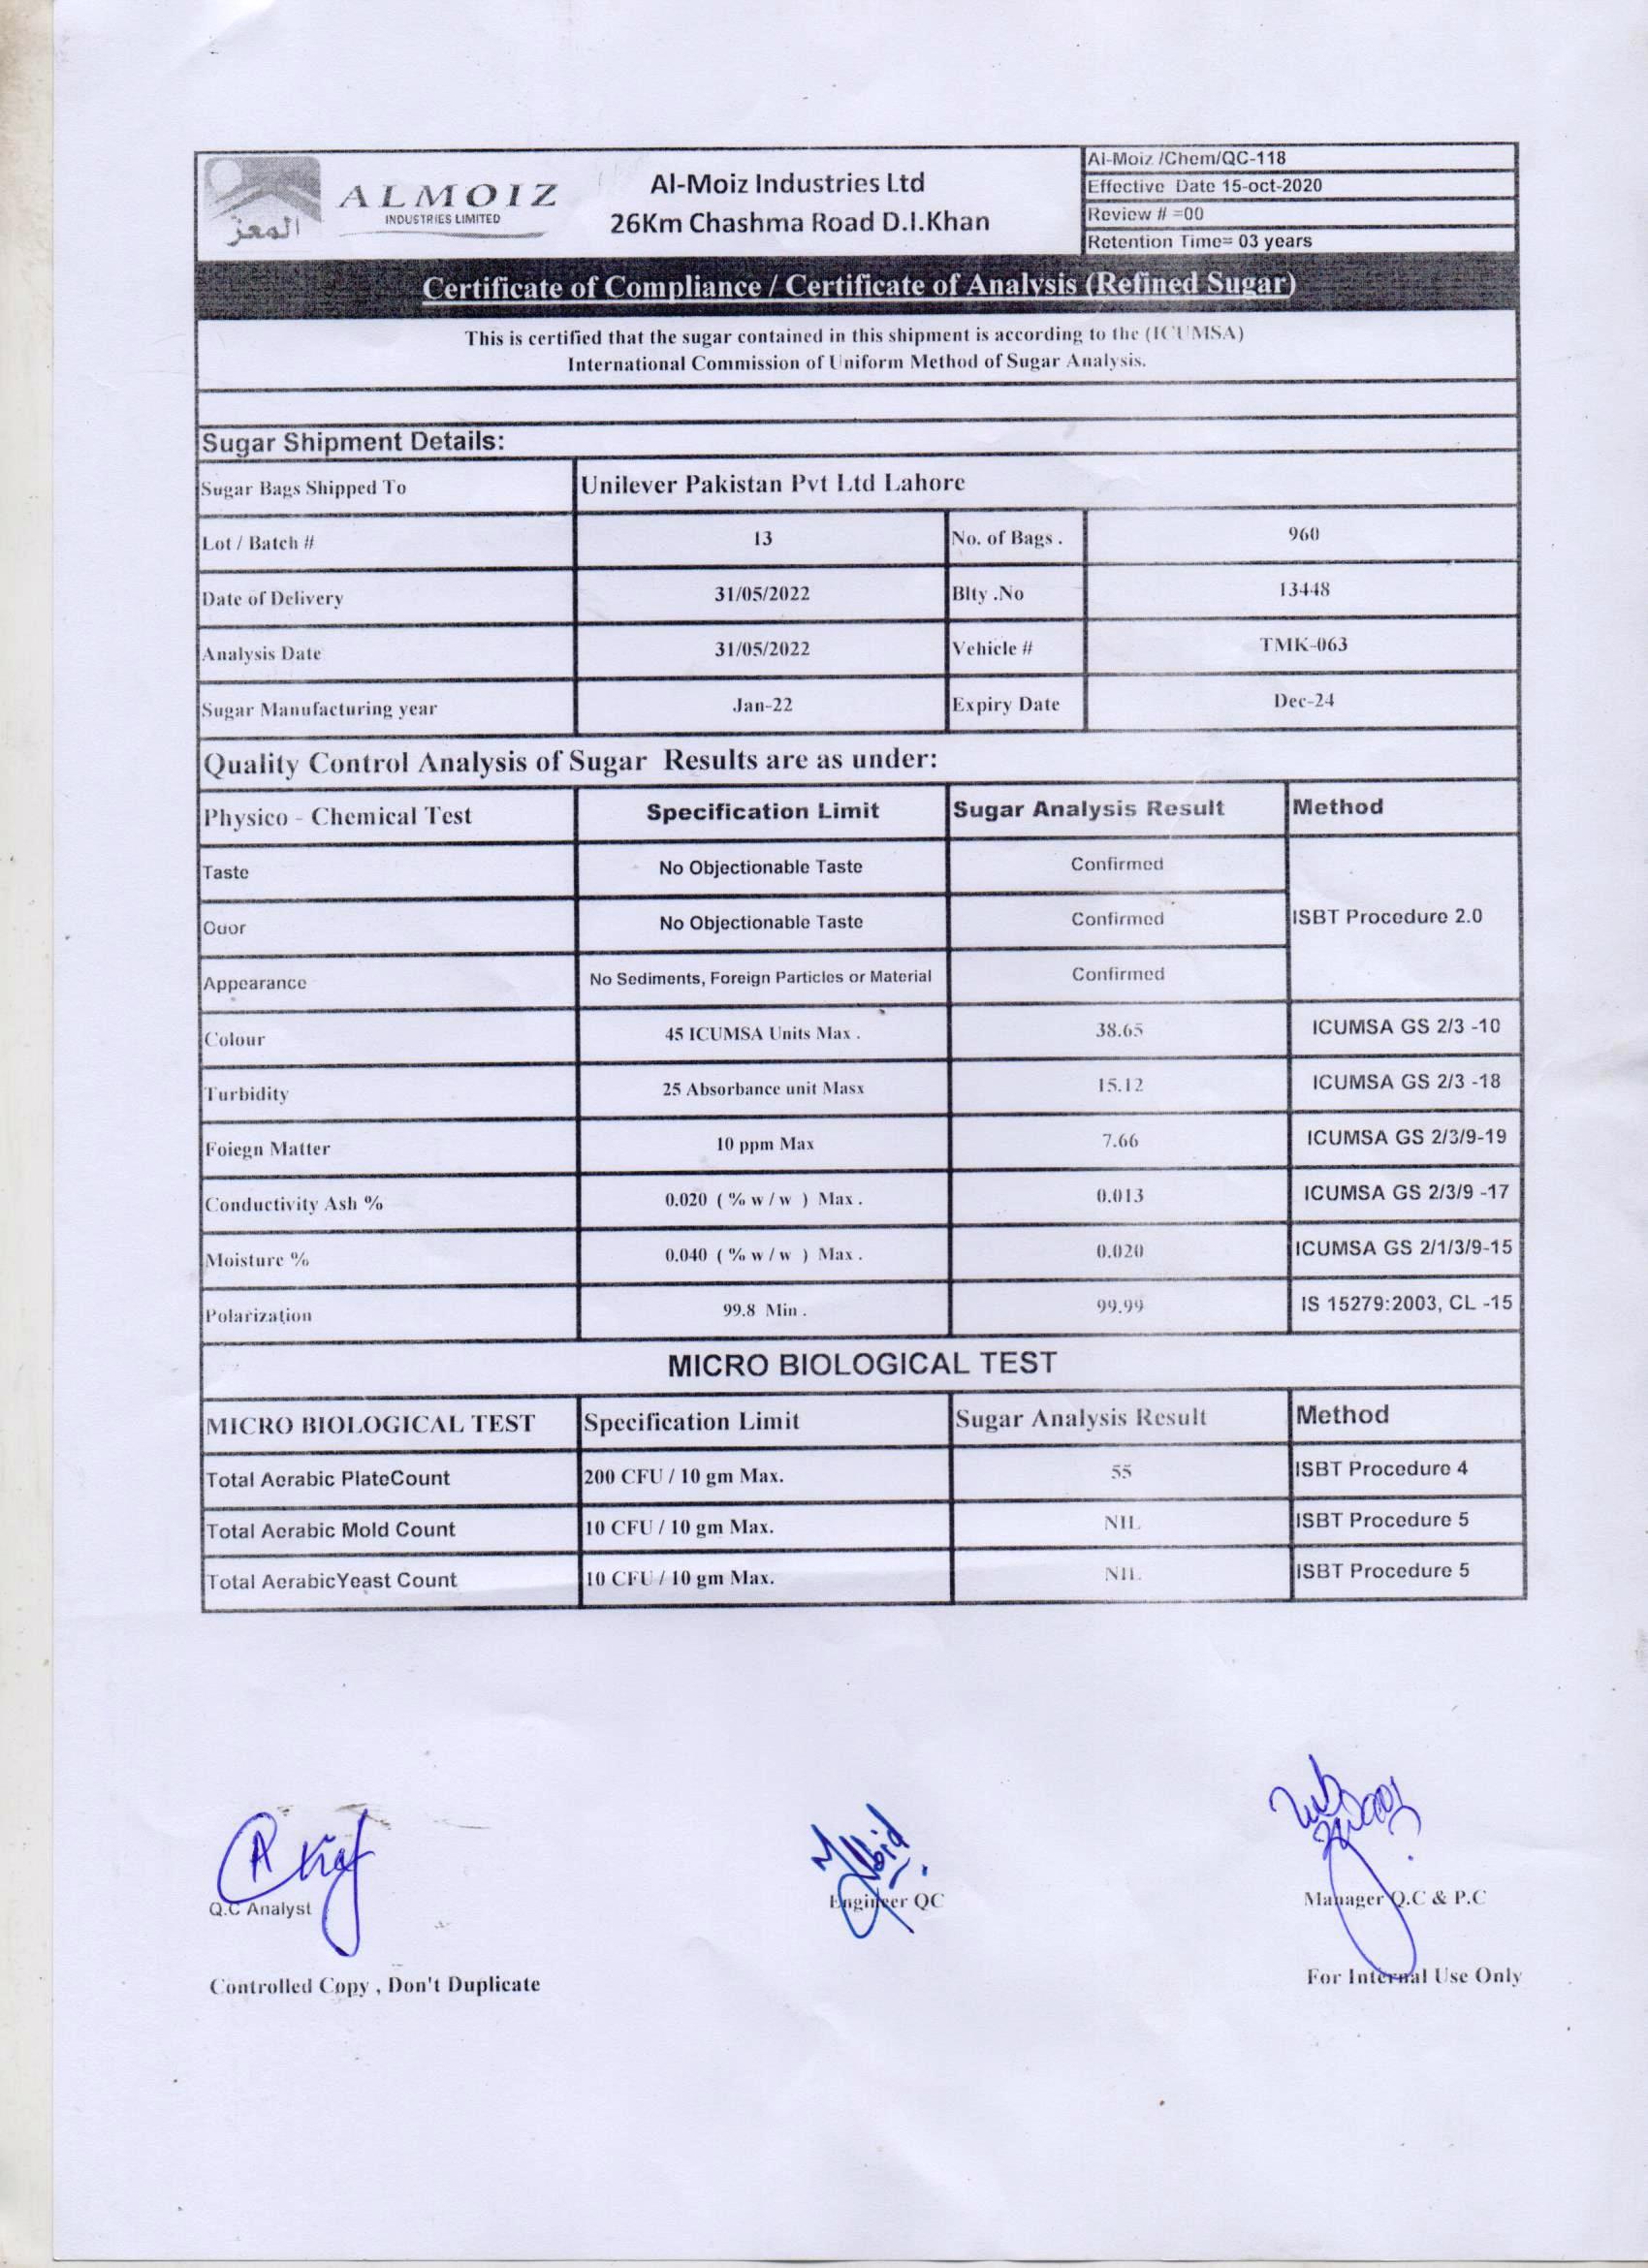 المعز
ALMOIZ
INDUSTRIES LIMITED
Al-Moiz Industries Ltd
26Km Chashma Road D.I.Khan
Al-Moiz /Chem/QC-118
Effective Date 15-oct-2020
Review # =00
Retention Time= 03 years
Certificate of Compliance / Certificate of Analysis (Refined Sugar)
This is certified that the sugar contained in this shipment is according to the (ICUMSA)
International Commission of Uniform Method of Sugar Analysis.
Sugar Shipment Details:
Sugar Bags Shipped To Unilever Pakistan Pvt Ltd Lahore
Lot / Batch # 13 No. of Bags . 960
Date of Delivery 31/05/2022 Blty .No 13448
Analysis Date 31/05/2022 Vehicle # TMK-063
Sugar Manufacturing year Jan-22 Expiry Date Dec-24
Quality Control Analysis of Sugar Results are as under:
Physico - Chemical Test Specification Limit Sugar Analysis Result Method
Taste No Objectionable Taste Confirmed
Ouor No Objectionable Taste Confirmed ISBT Procedure 2.0
Appearance No Sediments, Foreign Particles or Material Confirmed
Colour 45 ICUMSA Units Max . 38.65 ICUMSA GS 2/3 -10
Turbidity 25 Absorbance unit Masx 15.12 ICUMSA GS 2/3 -18
Foiegn Matter 10 ppm Max 7.66 ICUMSA GS 2/3/9-19
Conductivity Ash % 0.020 ( % w / w ) Max . 0.013 ICUMSA GS 2/3/9 -17
Moisture % 0.040 ( % w / w ) Max . 0.020 ICUMSA GS 2/1/3/9-15
Polarization 99.8 Min . 99.99 IS 15279:2003, CL -15
MICRO BIOLOGICAL TEST
MICRO BIOLOGICAL TEST Specification Limit Sugar Analysis Result Method
Total Aerabic PlateCount 200 CFU / 10 gm Max. 55 ISBT Procedure 4
Total Aerabic Mold Count 10 CFU / 10 gm Max. NIL ISBT Procedure 5
Total AerabicYeast Count 10 CFU / 10 gm Max. NIL ISBT Procedure 5
Q.C Analyst Engineer QC Manager Q.C & P.C
Controlled Copy , Don't Duplicate For Internal Use Only